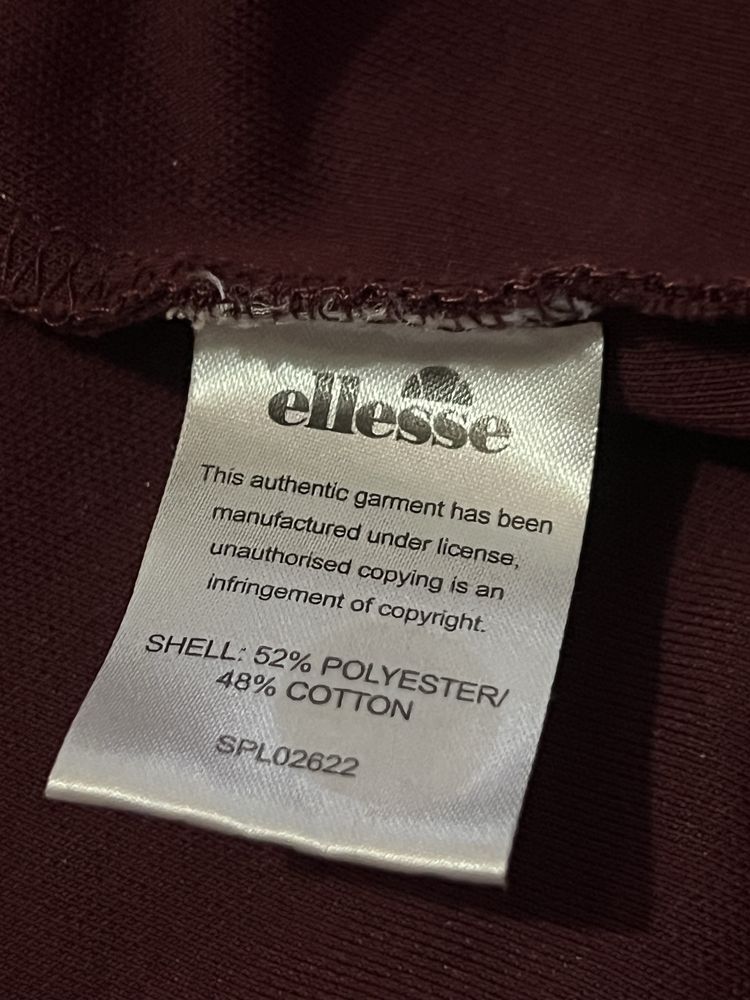 ellesse
This authentic garment has been
manufactured under license,
unauthorised copying is an
infringement of copyright.
SHELL: 52% POLYESTER/
48% COTTON
SPL02622